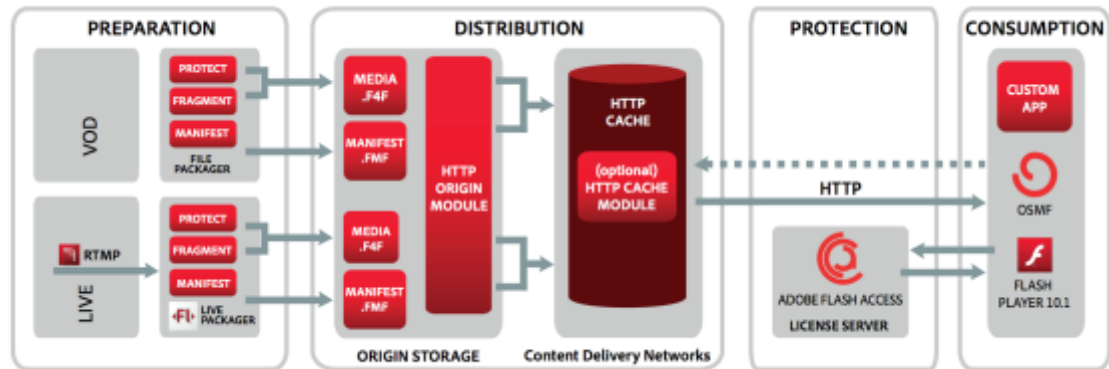 PREPARATION
VOD
PROTECT
FRAGMENT
MANIFEST
FILE
PACKAGER
LIVE
RTMP
PROTECT
FRAGMENT
MANIFEST
FI
LIVE
PACKAGER
DISTRIBUTION
MEDIA
.F4F
MANIFEST
.FMF
MEDIA
.F4F
MANIFEST
.FMF
HTTP
ORIGIN
MODULE
ORIGIN STORAGE
HTTP
CACHE
(optional)
HTTP CACHE
MODULE
Content Delivery Networks
PROTECTION
HTTP
ADOBE FLASH ACCESS
LICENSE SERVER
CONSUMPTION
CUSTOM
APP
OSMF
FLASH
PLAYER 10.1